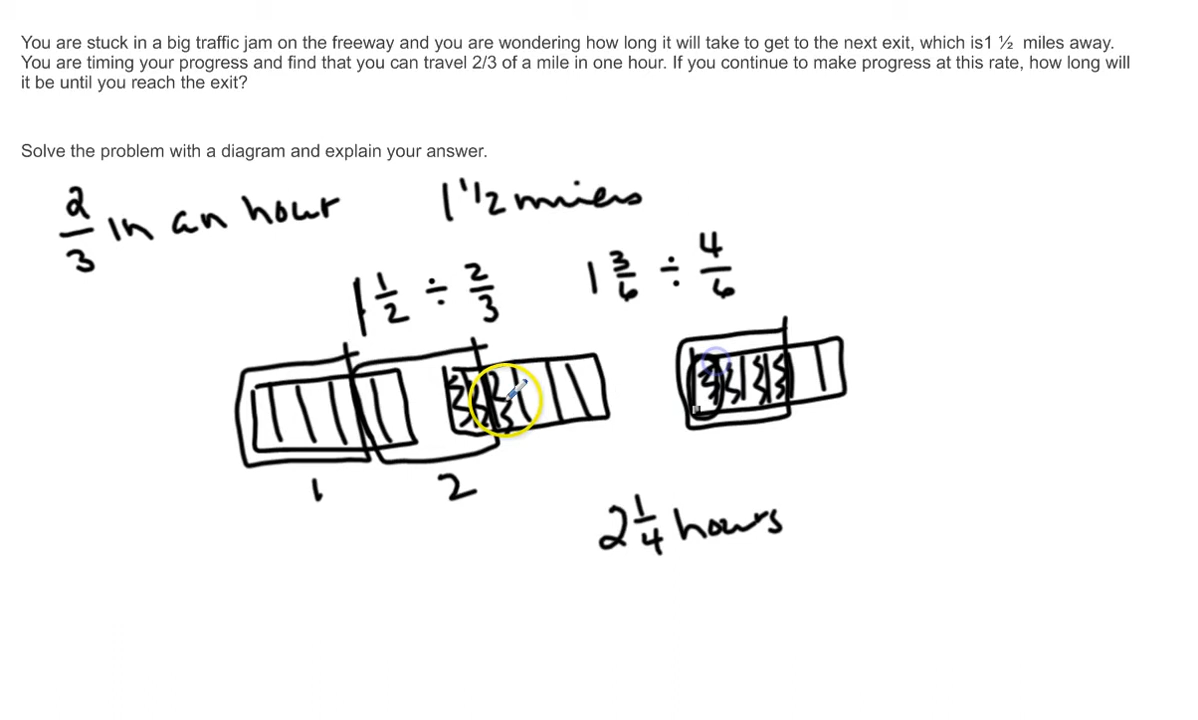 You are stuck in a big traffic jam on the freeway and you are wondering how long it will take to get to the next exit, which is1 ½ miles away.
You are timing your progress and find that you can travel 2/3 of a mile in one hour. If you continue to make progress at this rate, how long will
it be until you reach the exit?
Solve the problem with a diagram and explain your answer.
2/3 in an hour 1 1/2 miles
1 1/2 ÷ 2/3 1 3/6 ÷ 4/6
1 2
2 1/4 hours